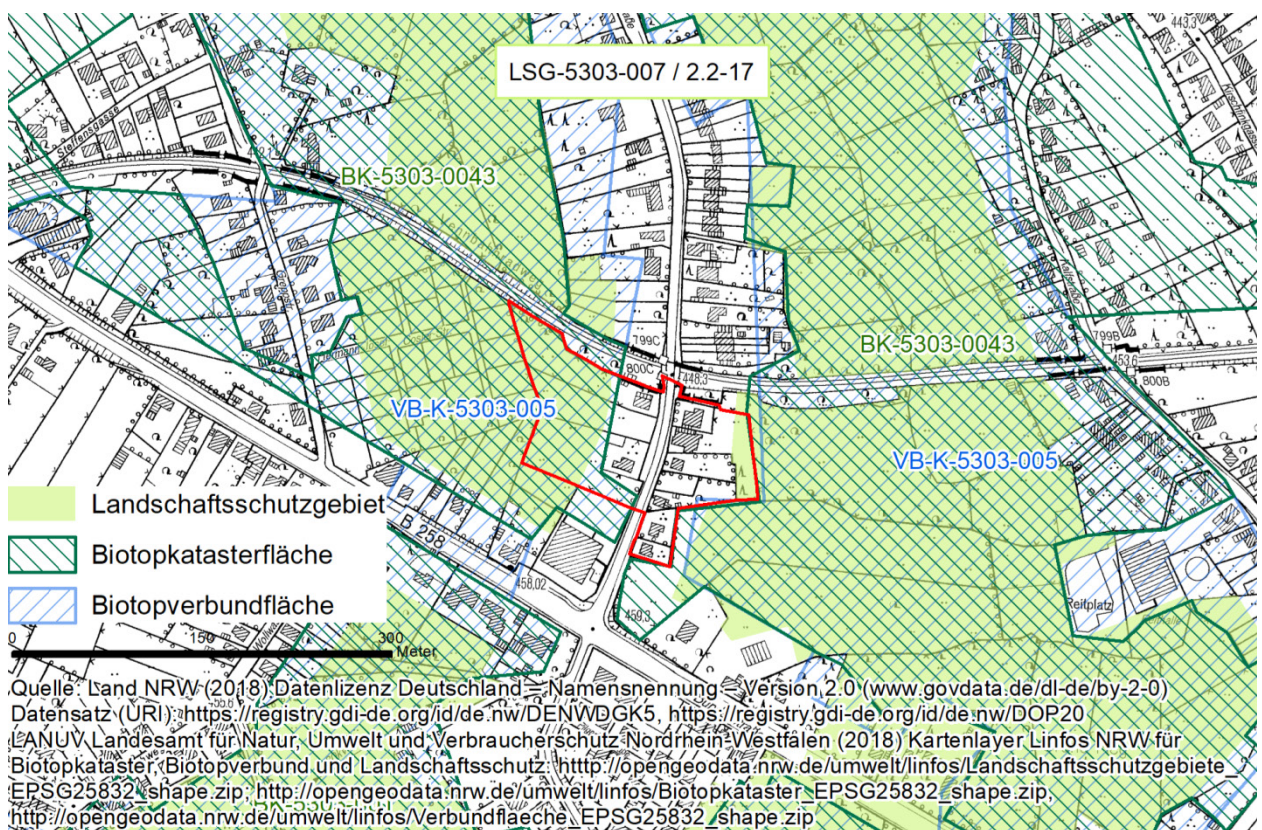 LSG-5303-007 / 2.2-17
443,3
Steffensgasse
BK-5303-0043
Grengstr.
799C
800C
448,3
BK-5303-0043
799B
453,6
800B
VB-K-5303-005
VB-K-5303-005
Landschaftsschutzgebiet
B 258
Biotopkatasterfläche
458,02
Biotopverbundfläche
459,3
Reitplatz
0 150 300
Meter
Quelle: Land NRW (2018) Datenlizenz Deutschland – Namensnennung – Version 2.0 (www.govdata.de/dl-de/by-2-0)
Datensatz (URI): https://registry.gdi-de.org/id/de.nw/DENWDGK5, https://registry.gdi-de.org/id/de.nw/DOP20
LANUV Landesamt für Natur, Umwelt und Verbraucherschutz Nordrhein-Westfalen (2018) Kartenlayer Linfos NRW für
Biotopkataster, Biotopverbund und Landschaftsschutz: htttp://opengeodata.nrw.de/umwelt/linfos/Landschaftsschutzgebiete_
EPSG25832_shape.zip; http://opengeodata.nrw.de/umwelt/linfos/Biotopkataster_EPSG25832_shape.zip,
http://opengeodata.nrw.de/umwelt/linfos/Verbundflaeche_EPSG25832_shape.zip